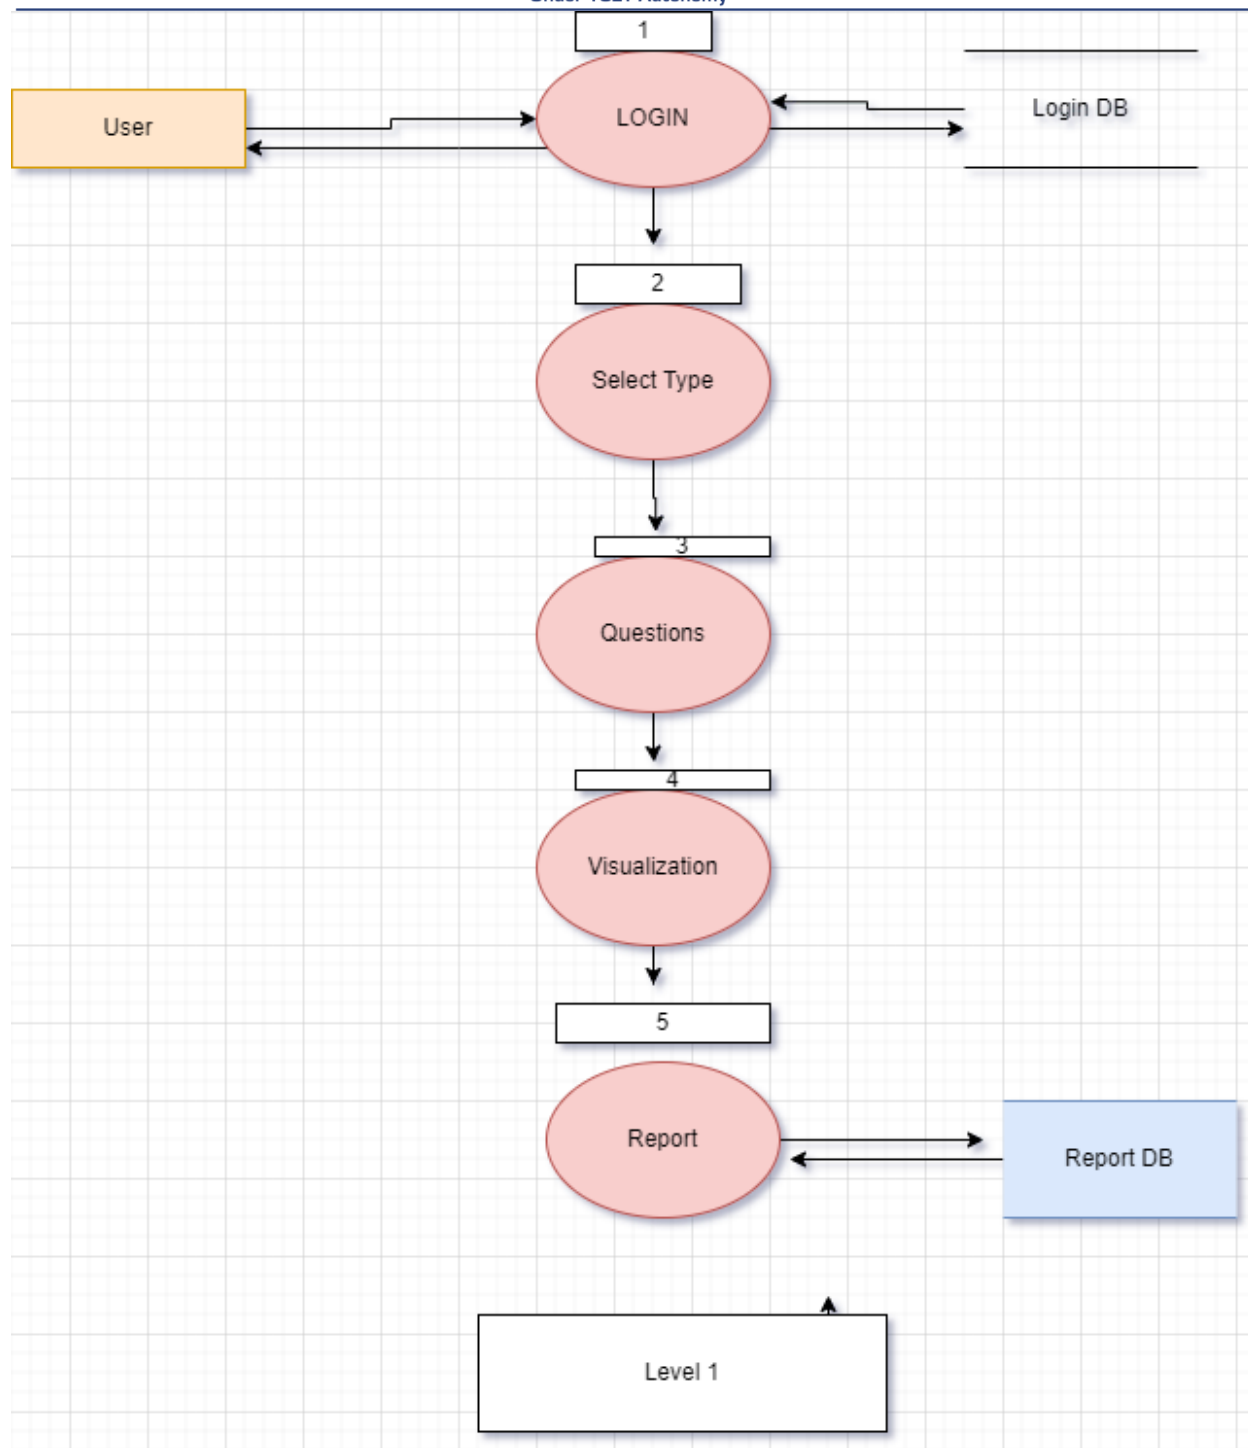 1
LOGIN
User
Login DB
2
Select Type
3
Questions
4
Visualization
5
Report
Report DB
Level 1